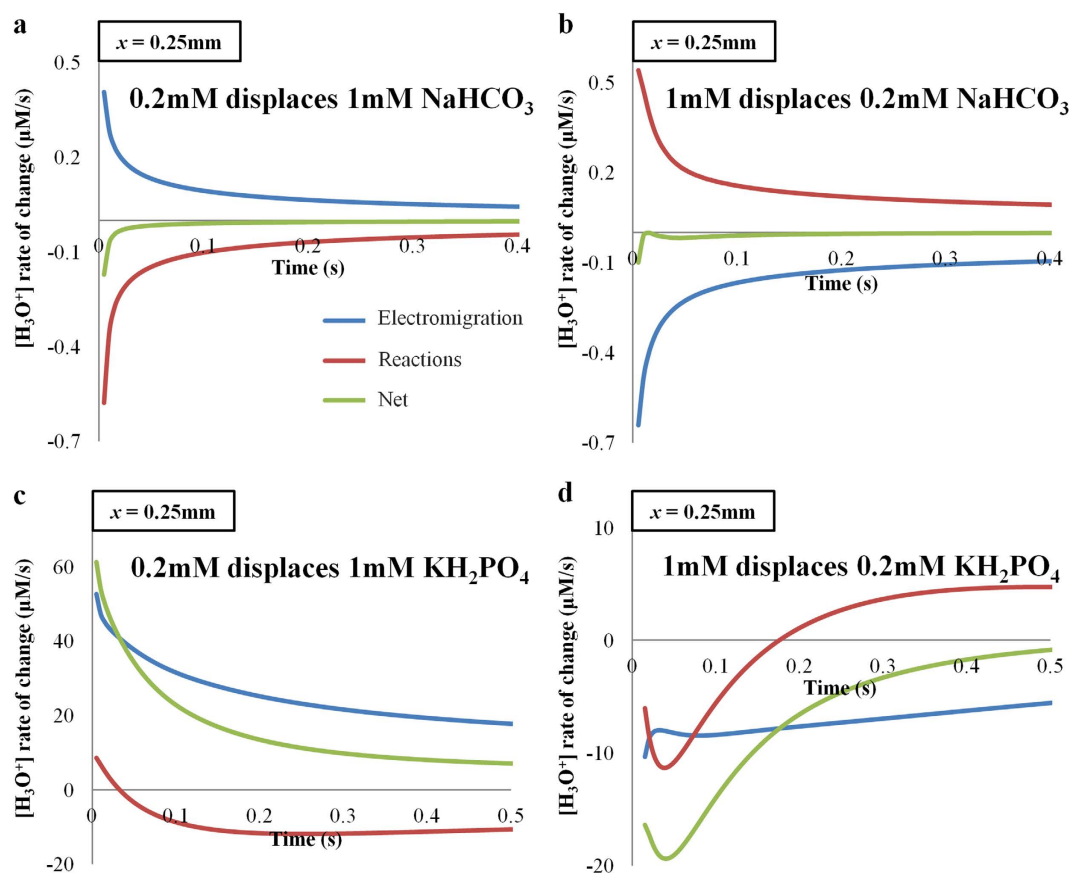 a
x = 0.25mm
0.2mM displaces 1mM NaHCO₃
[H₃O⁺] rate of change (µM/s)
0.5
0.2
-0.1
-0.4
-0.7
0
0.1
0.2
0.3
0.4
Time (s)
Electromigration
Reactions
Net
b
x = 0.25mm
1mM displaces 0.2mM NaHCO₃
[H₃O⁺] rate of change (µM/s)
0.5
0.2
-0.1
-0.4
-0.7
0
0.1
0.2
0.3
0.4
Time (s)
c
x = 0.25mm
0.2mM displaces 1mM KH₂PO₄
[H₃O⁺] rate of change (µM/s)
60
40
20
0
-20
0
0.1
0.2
0.3
0.4
0.5
Time (s)
d
x = 0.25mm
1mM displaces 0.2mM KH₂PO₄
[H₃O⁺] rate of change (µM/s)
10
0
-10
-20
0
0.1
0.2
0.3
0.4
0.5
Time (s)